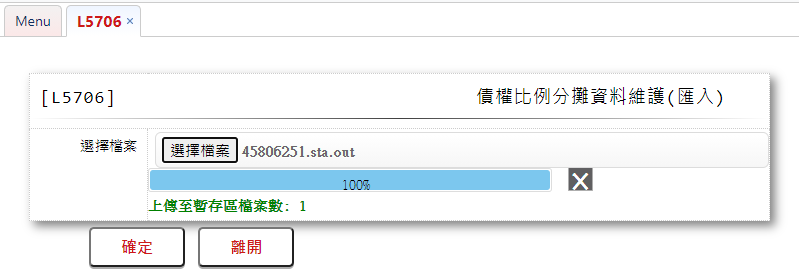 Menu L5706 ×
[L5706] 債權比例分攤資料維護(匯入)
選擇檔案 選擇檔案 45806251.sta.out
100% X
上傳至暫存區檔案數: 1
確定 離開